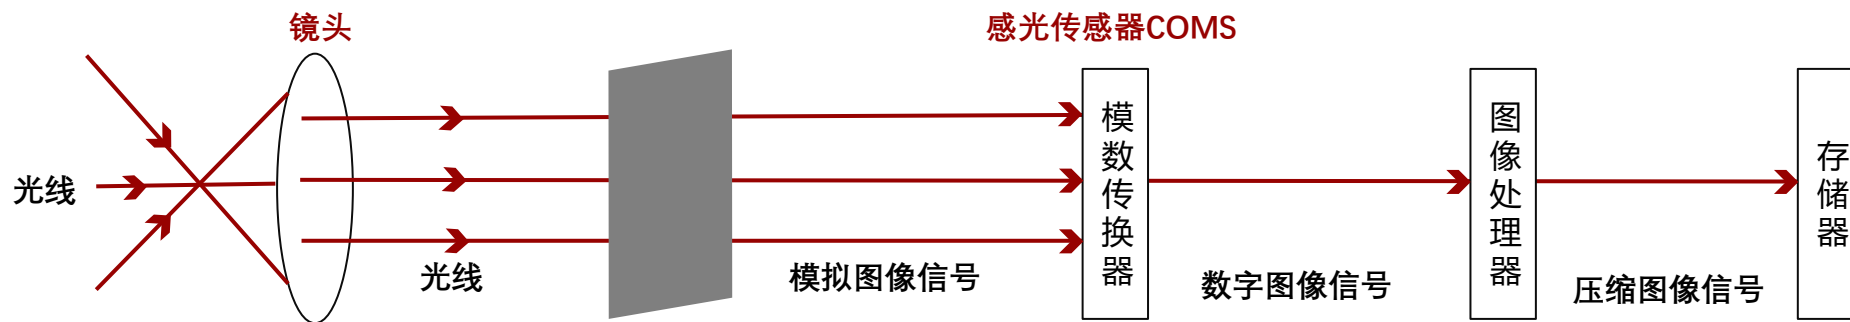 镜头
感光传感器COMS
光线
光线
模拟图像信号
模数传换器
数字图像信号
图像处理器
压缩图像信号
存储器